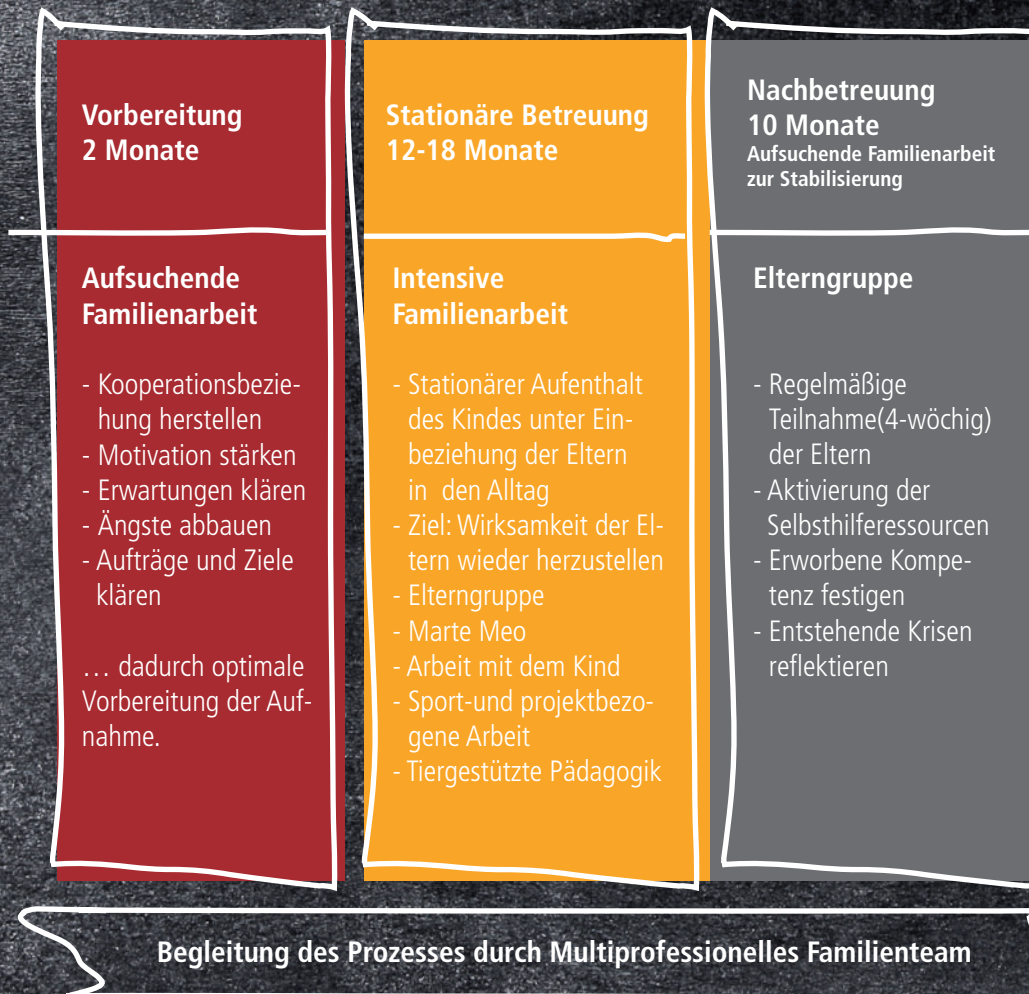 Vorbereitung
2 Monate
Aufsuchende
Familienarbeit
- Kooperationsbezie-
hung herstellen
- Motivation stärken
- Erwartungen klären
- Ängste abbauen
- Aufträge und Ziele
klären
… dadurch optimale
Vorbereitung der Auf-
nahme.
Stationäre Betreuung
12-18 Monate
Intensive
Familienarbeit
- Stationärer Aufenthalt
des Kindes unter Ein-
beziehung der Eltern
in  den Alltag
- Ziel: Wirksamkeit der El-
tern wieder herzustellen
- Elterngruppe
- Marte Meo
- Arbeit mit dem Kind
- Sport-und projektbezo-
gene Arbeit
- Tiergestützte Pädagogik
Nachbetreuung
10 Monate
Aufsuchende Familienarbeit
zur Stabilisierung
Elterngruppe
- Regelmäßige
Teilnahme(4-wöchig)
der Eltern
- Aktivierung der
Selbsthilferessourcen
- Erworbene Kompe-
tenz festigen
- Entstehende Krisen
reflektieren
Begleitung des Prozesses durch Multiprofessionelles Familienteam